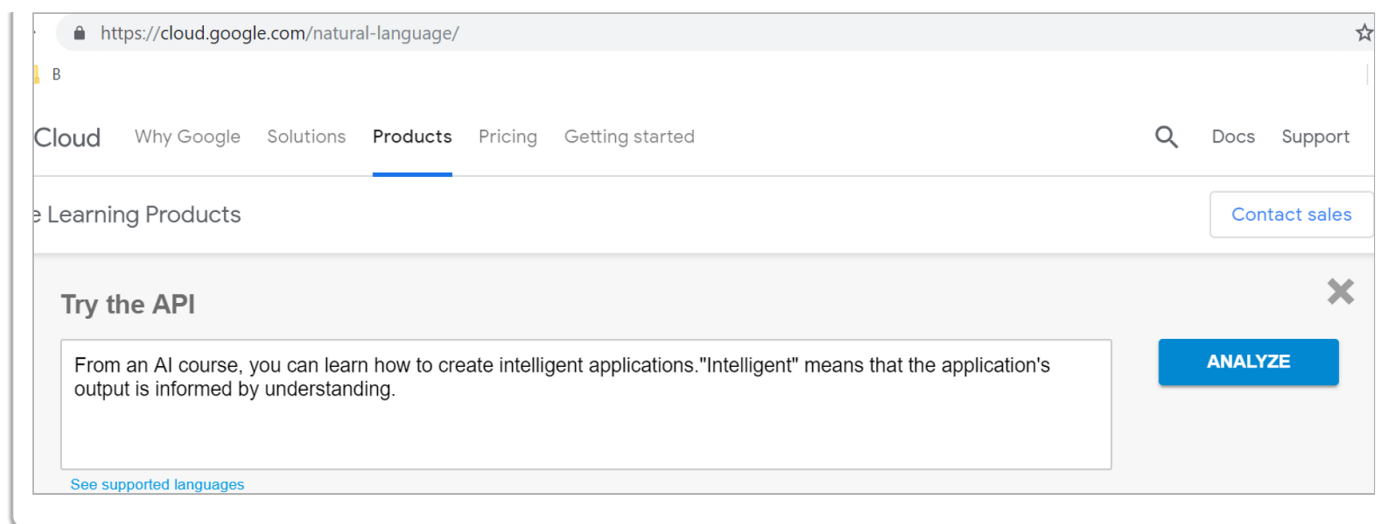 https://cloud.google.com/natural-language/
B
Cloud Why Google Solutions Products Pricing Getting started Docs Support
e Learning Products Contact sales
Try the API
From an AI course, you can learn how to create intelligent applications."Intelligent" means that the application's
output is informed by understanding.
ANALYZE
See supported languages